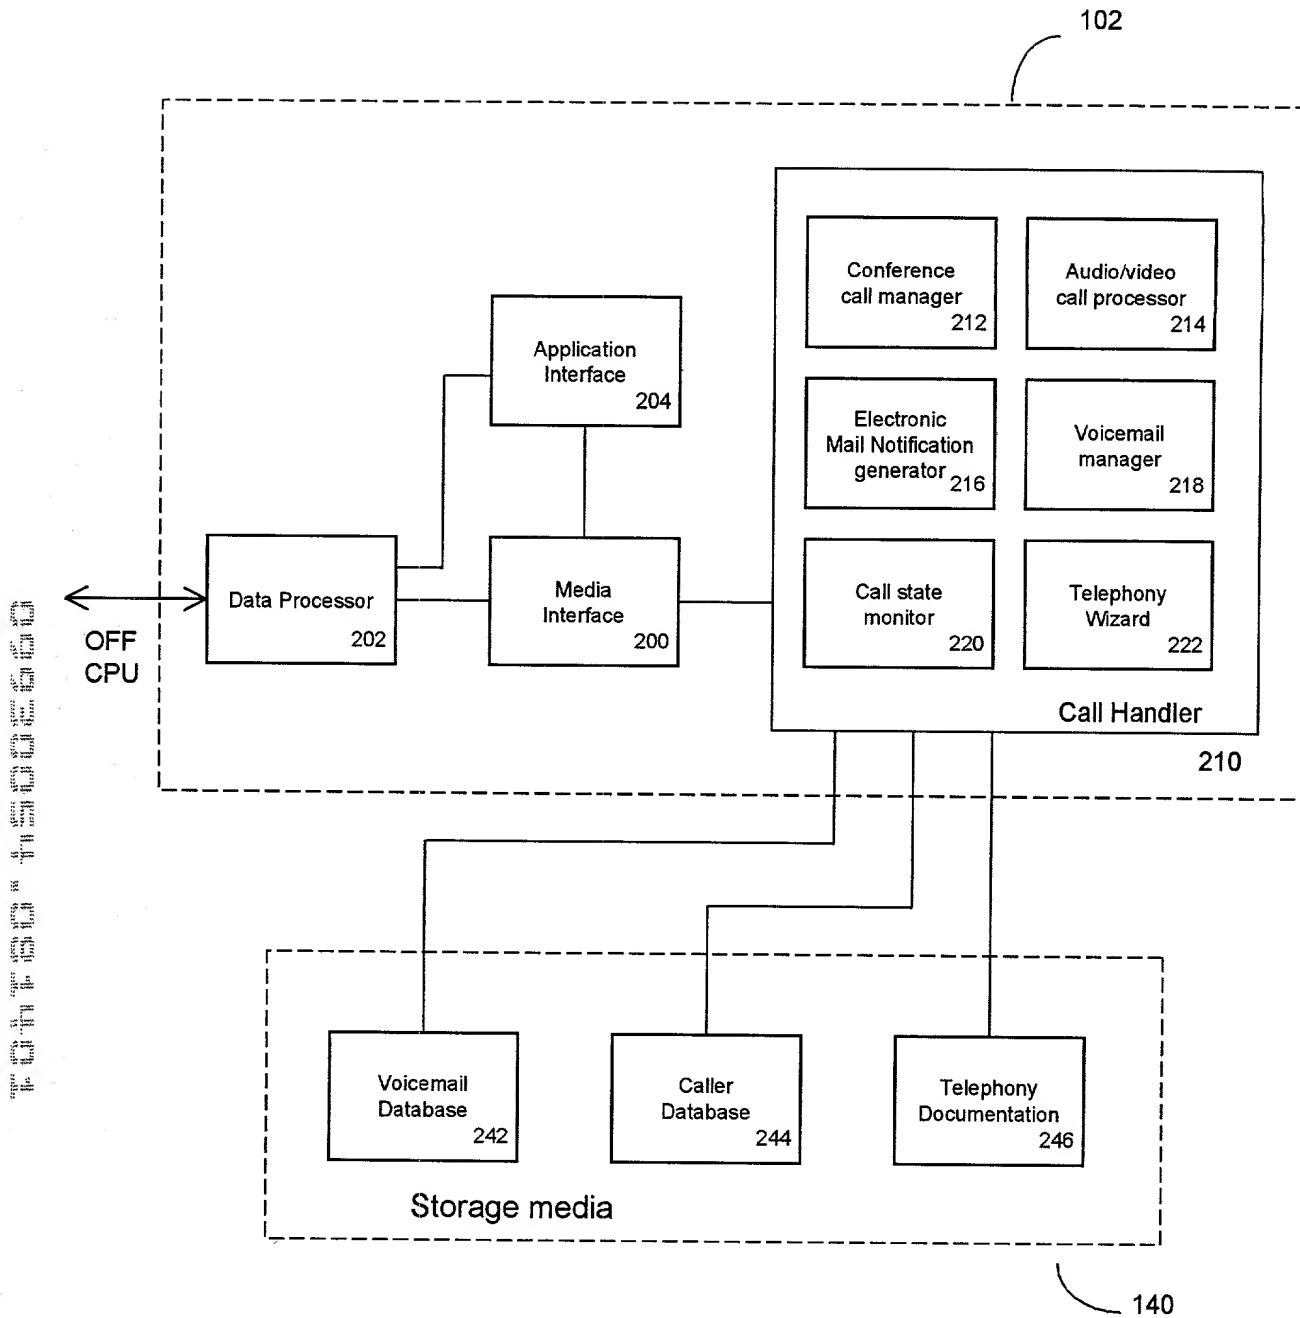 102
Conference
call manager
212
Audio/video
call processor
214
Application
Interface
204
Electronic
Mail Notification
generator
216
Voicemail
manager
218
Data Processor
202
Media
Interface
200
Call state
monitor
220
Telephony
Wizard
222
OFF
CPU
Call Handler
210
Voicemail
Database
242
Caller
Database
244
Telephony
Documentation
246
Storage media
140